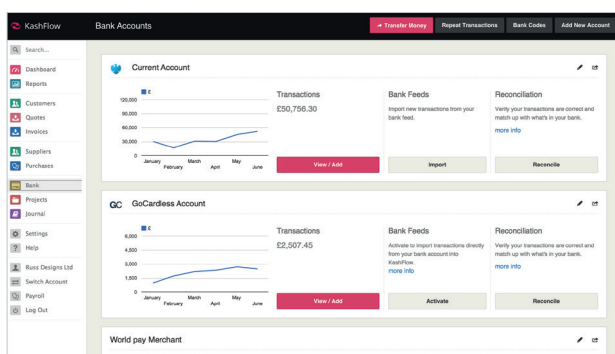 KashFlow
Bank Accounts
Transfer Money
Repeat Transactions
Bank Codes
Add New Account
Search...
Dashboard
Reports
Customers
Quotes
Invoices
Suppliers
Purchases
Bank
Projects
Journal
Settings
Help
Russ Designs Ltd
Switch Account
Payroll
Log Out
Current Account
£
120,000
90,000
60,000
30,000
0
January
February
March
April
May
June
Transactions
£50,756.30
View / Add
Bank Feeds
Import new transactions from your
bank feed.
Import
Reconciliation
Verify your transactions are correct and
match up with what's in your bank.
more info
Reconcile
GC
GoCardless Account
£
6,000
4,500
3,000
1,500
0
January
February
March
April
May
June
Transactions
£2,507.45
View / Add
Bank Feeds
Activate to import transactions directly
from your bank account into
KashFlow.
more info
Activate
Reconciliation
Verify your transactions are correct and
match up with what's in your bank.
more info
Reconcile
World pay Merchant